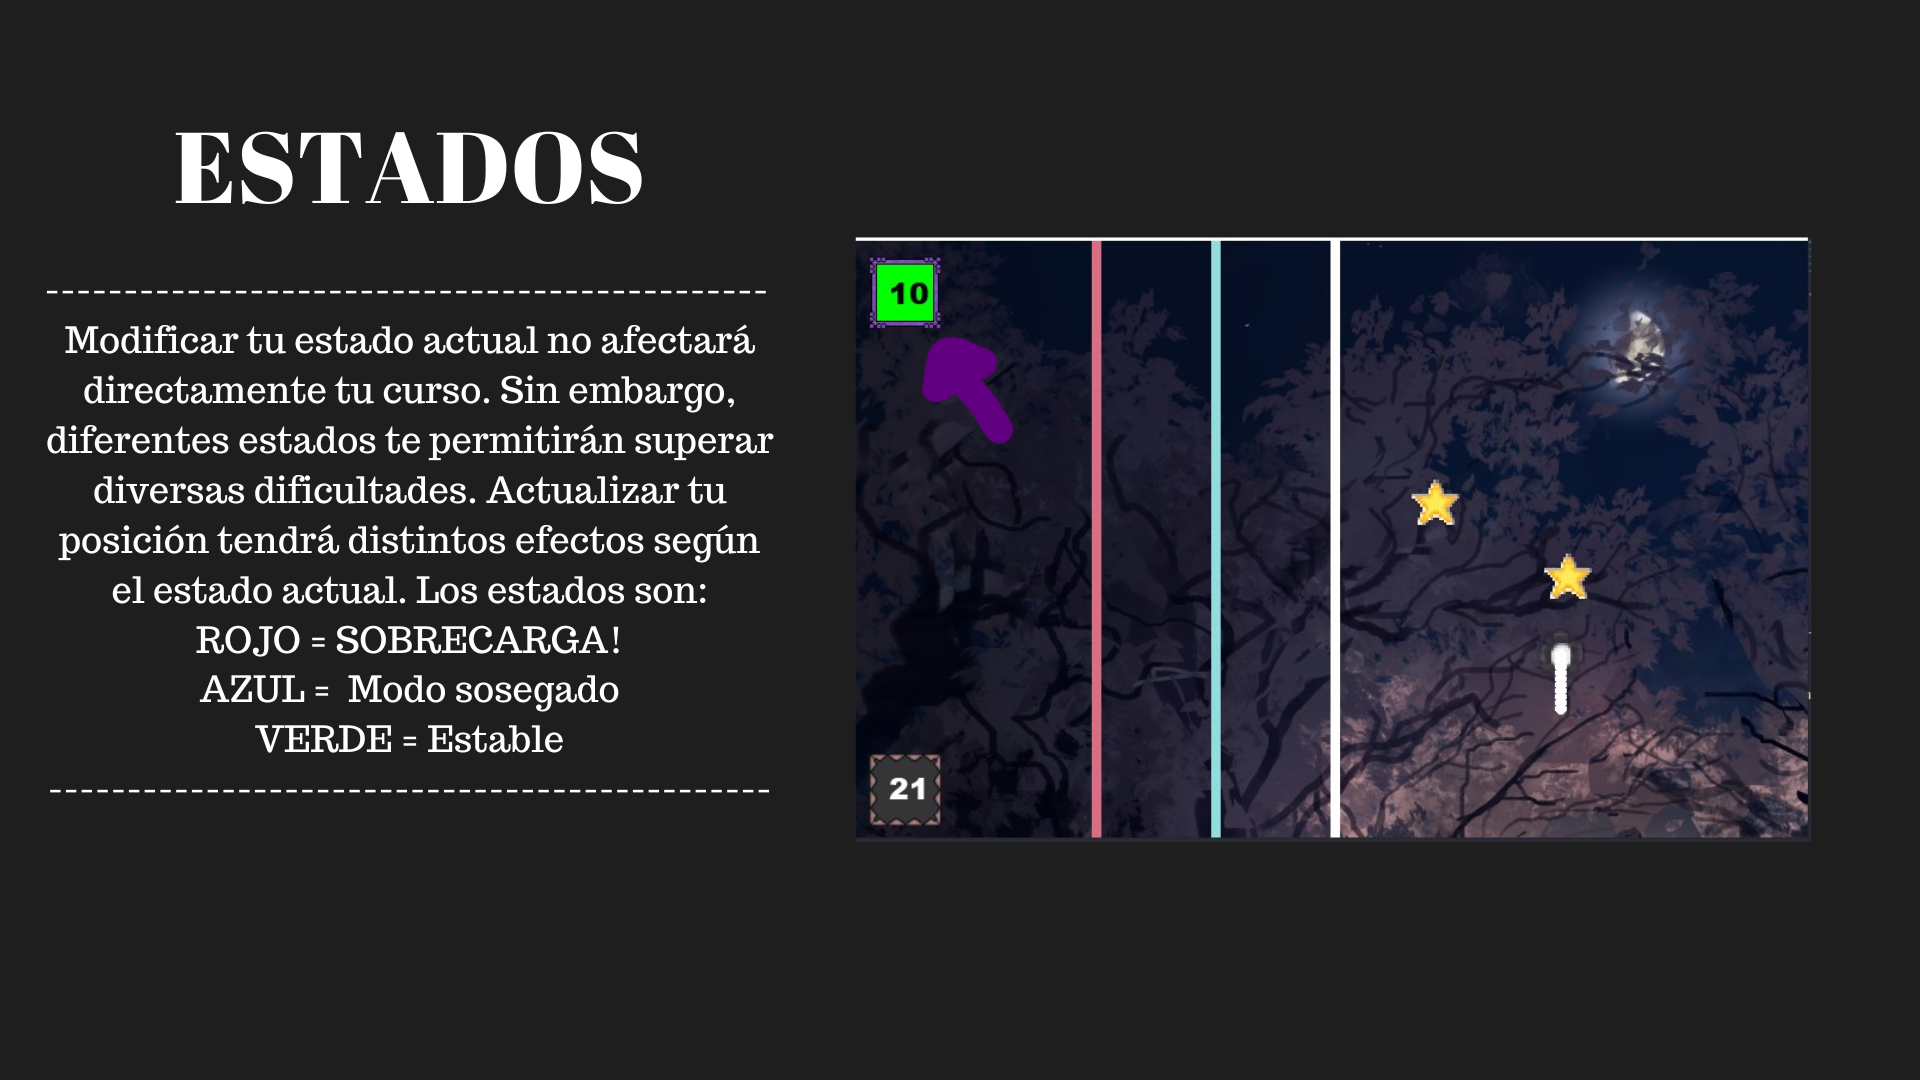 ESTADOS
----------------------------------------------
Modificar tu estado actual no afectará
directamente tu curso. Sin embargo,
diferentes estados te permitirán superar
diversas dificultades. Actualizar tu
posición tendrá distintos efectos según
el estado actual. Los estados son:
ROJO = SOBRECARGA!
AZUL =  Modo sosegado
VERDE = Estable
----------------------------------------------
10
21